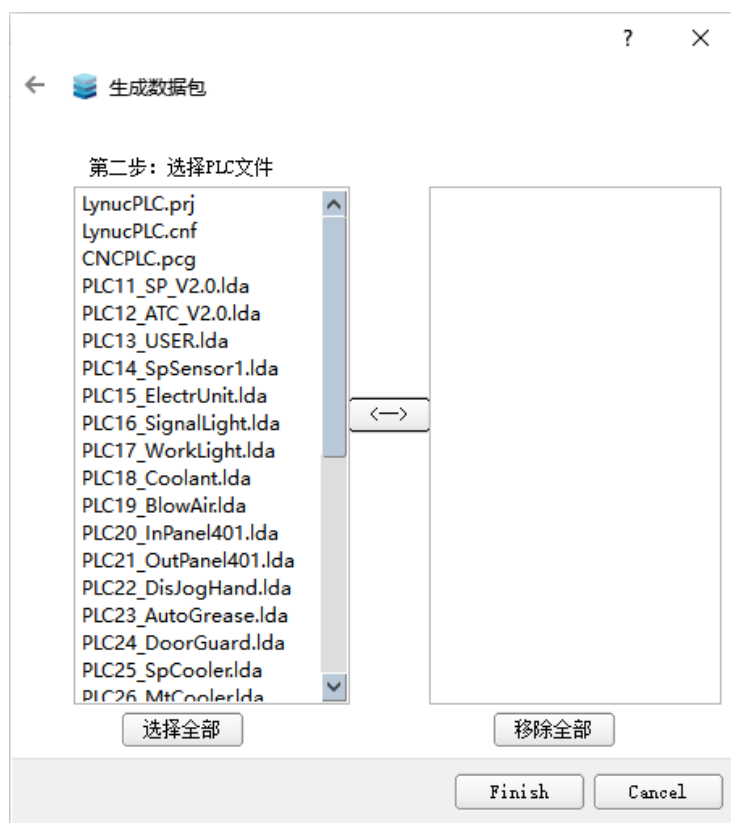 ?
生成数据包
第二步: 选择PLC文件
LynucPLC.prj
LynucPLC.cnf
CNCPLC.pcg
PLC11_SP_V2.0.lda
PLC12_ATC_V2.0.lda
PLC13_USER.lda
PLC14_SpSensor1.lda
PLC15_ElectrUnit.lda
PLC16_SignalLight.lda
PLC17_WorkLight.lda
PLC18_Coolant.lda
PLC19_BlowAir.lda
PLC20_InPanel401.lda
PLC21_OutPanel401.lda
PLC22_DisJogHand.lda
PLC23_AutoGrease.lda
PLC24_DoorGuard.lda
PLC25_SpCooler.lda
PLC26_MtCooler.lda
<—>
选择全部
移除全部
Finish
Cancel